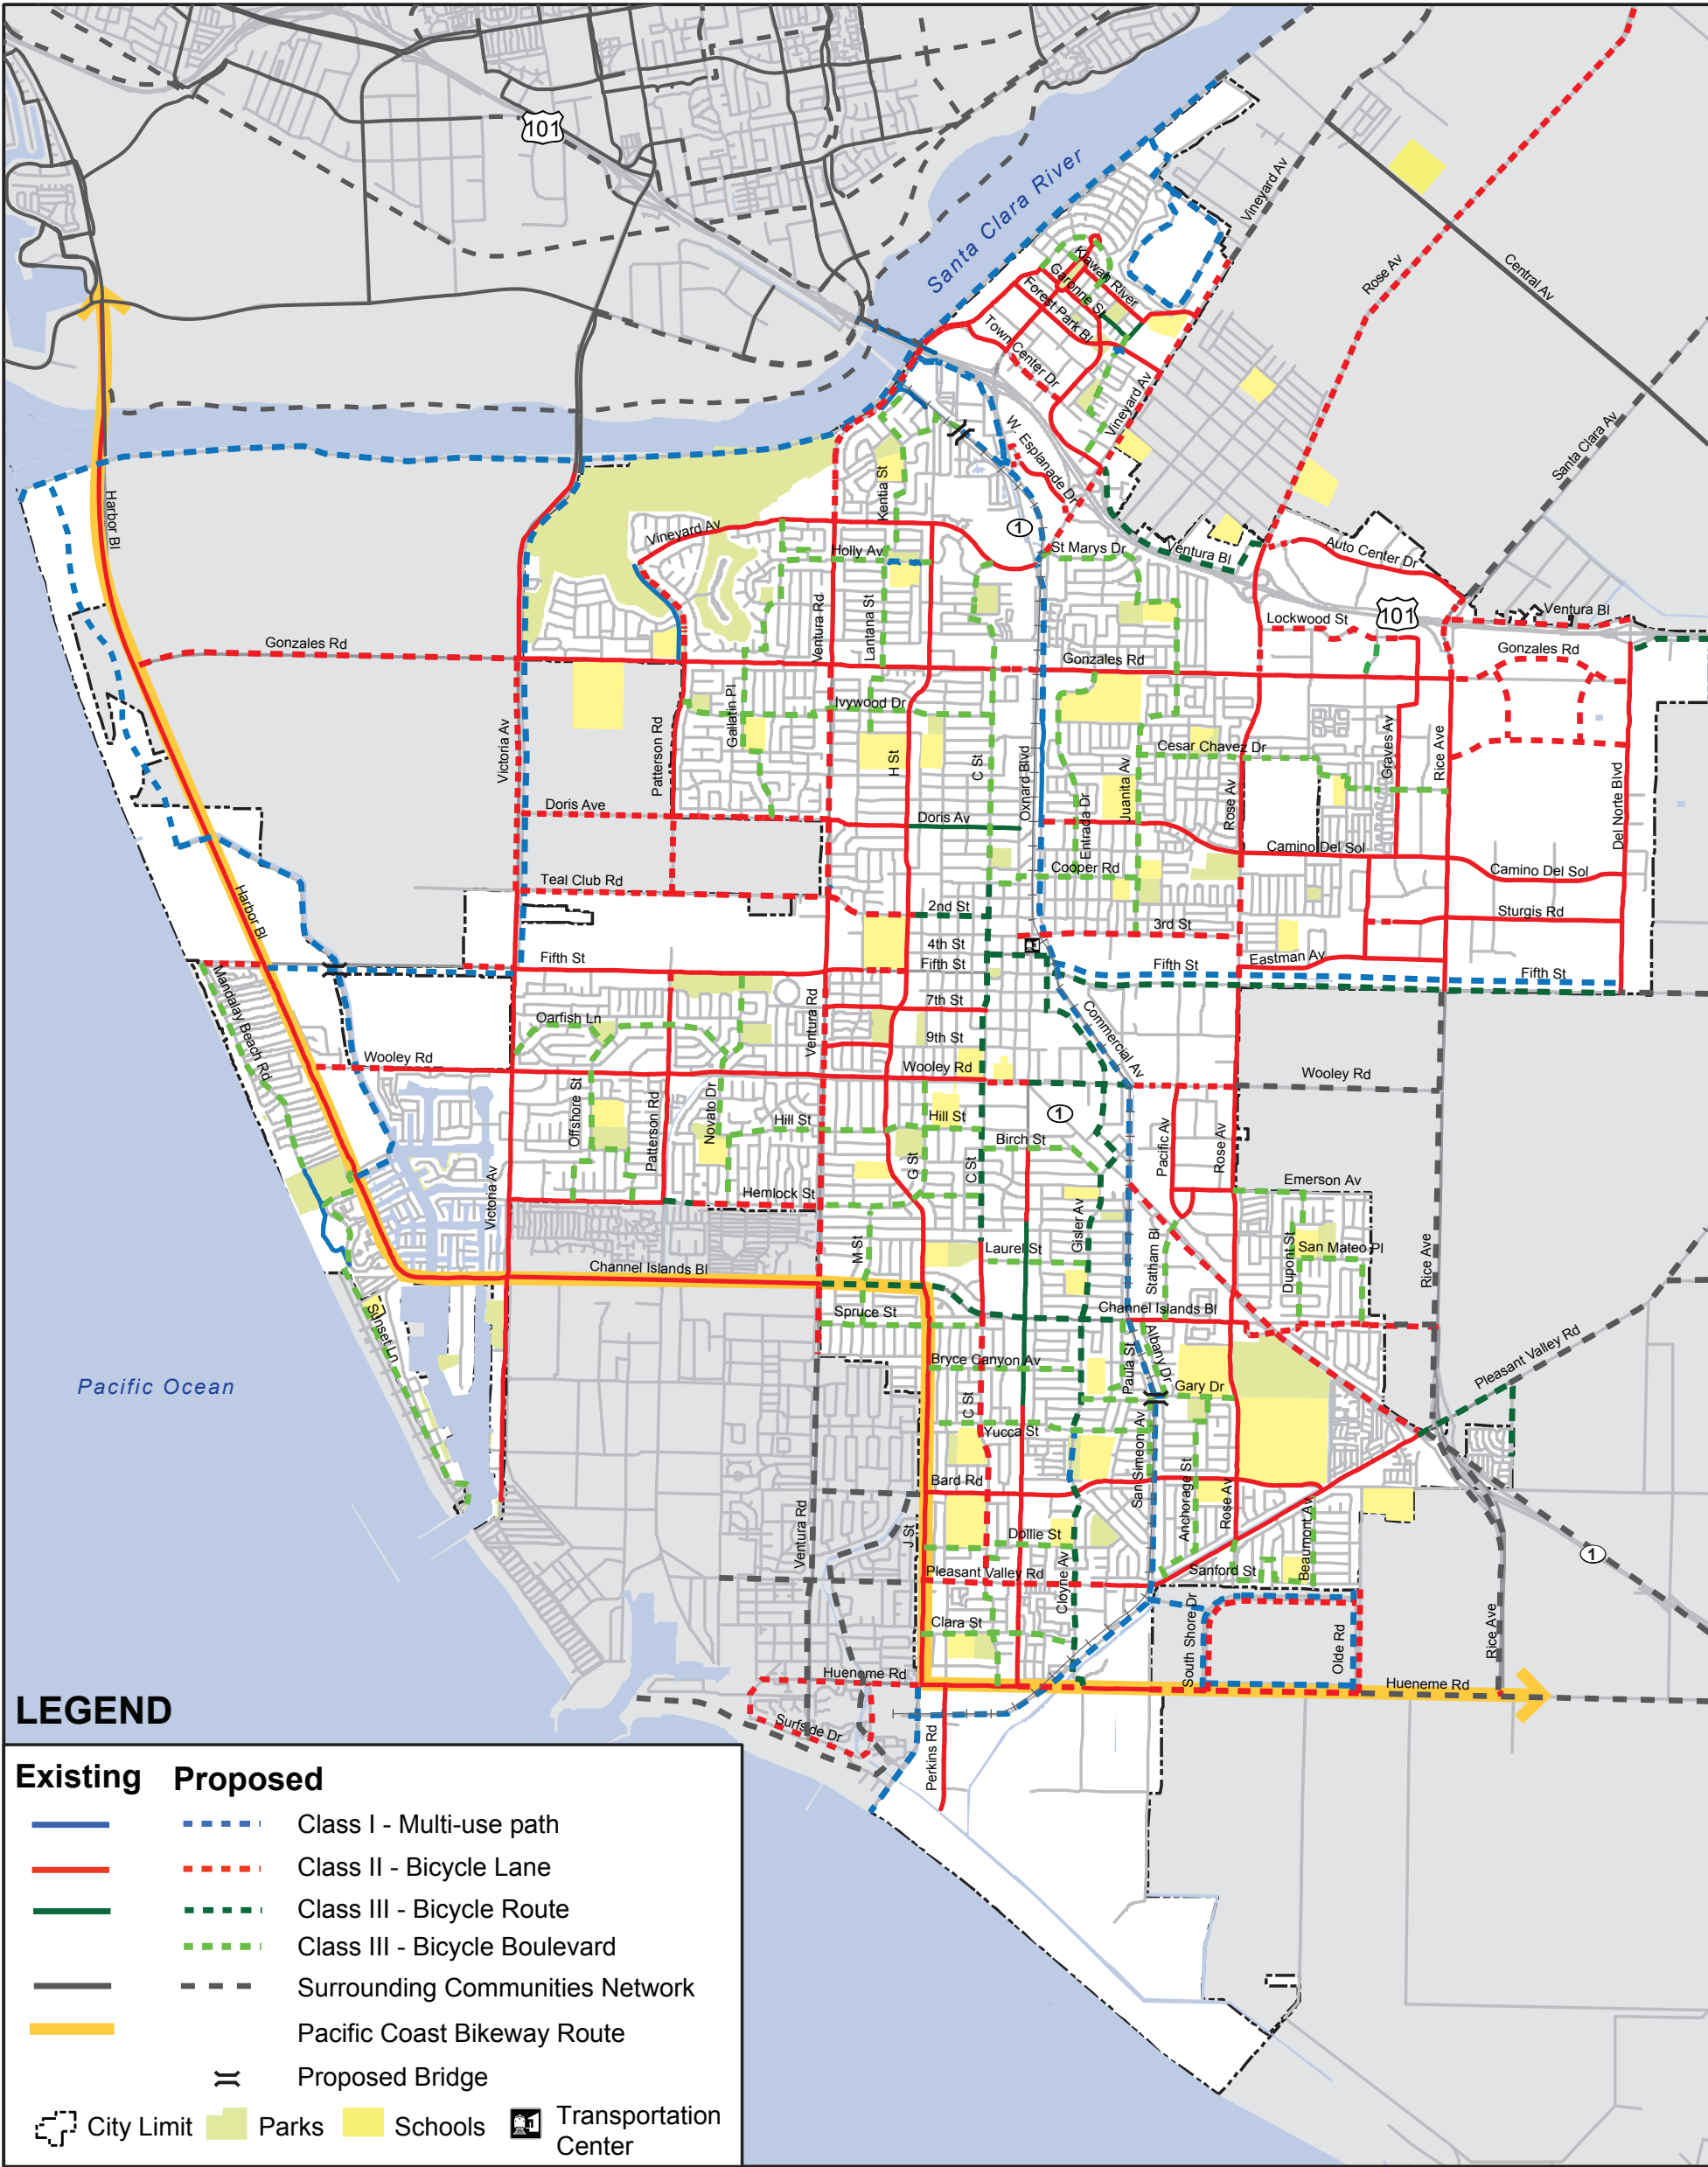 101
Santa Clara River
Vineyard Av
Rose Av
Central Av
Kawah River
Garonne St
Forest Park Bl
Town Center Dr
Vineyard Av
W. Esplanade Dr
Santa Clara Av
Harbor Bl
Kentia St
1
Vineyard Av
Holly Av
St Marys Dr
Ventura Bl
Auto Center Dr
101
Ventura Bl
Ventura Rd
Lantana St
Lockwood St
Gonzales Rd
Gonzales Rd
Gonzales Rd
Victoria Av
Patterson Rd
Gallatin Pl
Ivywood Dr
H St
C St
Oxnard Blvd
Cesar Chavez Dr
Juanita Av
Entrada Dr
Rose Av
Graves Av
Rice Ave
Del Norte Blvd
Doris Ave
Doris Av
Camino Del Sol
Camino Del Sol
Cooper Rd
Teal Club Rd
2nd St
3rd St
Sturgis Rd
Harbor Bl
4th St
Fifth St
Fifth St
Fifth St
Eastman Av
Fifth St
Mandalay Beach Rd
7th St
Commercial Av
Oarfish Ln
Ventura Rd
9th St
Wooley Rd
Wooley Rd
Wooley Rd
Offshore St
Patterson Rd
Novato Dr
Hill St
Hill St
1
Birch St
Pacific Av
Rose Av
G St
C St
Emerson Av
Victoria Av
Hemlock St
Gisler Av
M St
Laurel St
Statham Bl
Dupont St
San Mateo Pl
Rice Ave
Channel Islands Bl
Spruce St
Channel Islands Bl
Sunset Ln
Bryce Canyon Av
Paula St
Albany Dr
Gary Dr
Pleasant Valley Rd
Pacific Ocean
C St
Yucca St
San Simeon Av
Anchorage St
Bard Rd
Rose Av
Beaumont Av
Ventura Rd
J St
Dollie St
1
Pleasant Valley Rd
Cloyne Av
Sanford St
Clara St
South Shore Dr
Olde Rd
Rice Ave
Hueneme Rd
Hueneme Rd
Surfside Dr
Perkins Rd
LEGEND
Existing Proposed
Class I - Multi-use path
Class II - Bicycle Lane
Class III - Bicycle Route
Class III - Bicycle Boulevard
Surrounding Communities Network
Pacific Coast Bikeway Route
Proposed Bridge
City Limit Parks Schools Transportation
Center